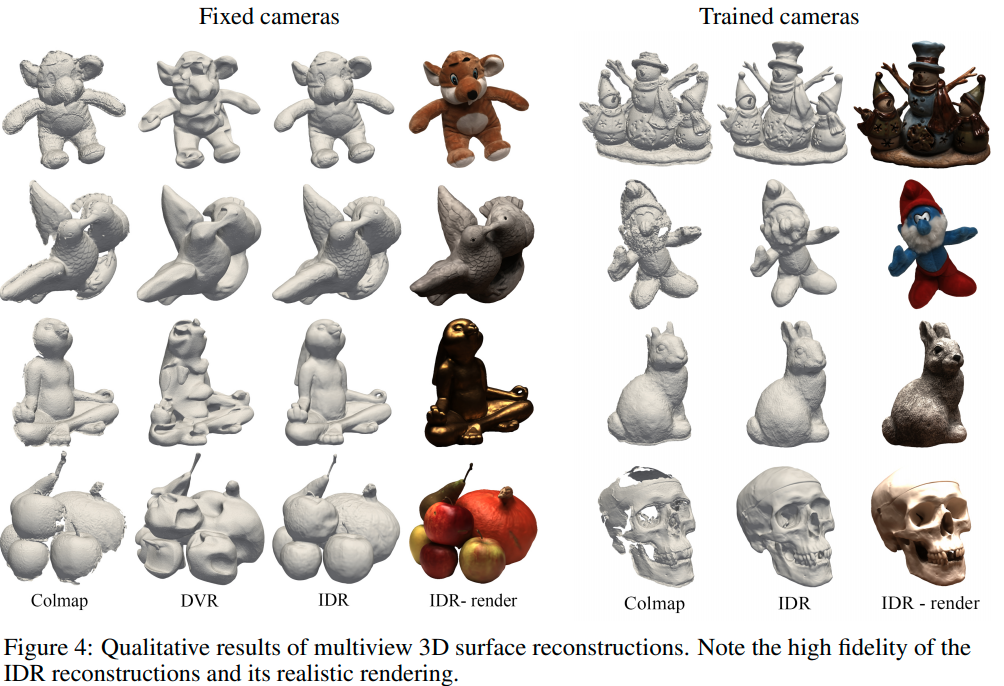 Fixed cameras
Trained cameras
Colmap
DVR
IDR
IDR- render
Colmap
IDR
IDR - render
Figure 4: Qualitative results of multiview 3D surface reconstructions. Note the high fidelity of the
IDR reconstructions and its realistic rendering.